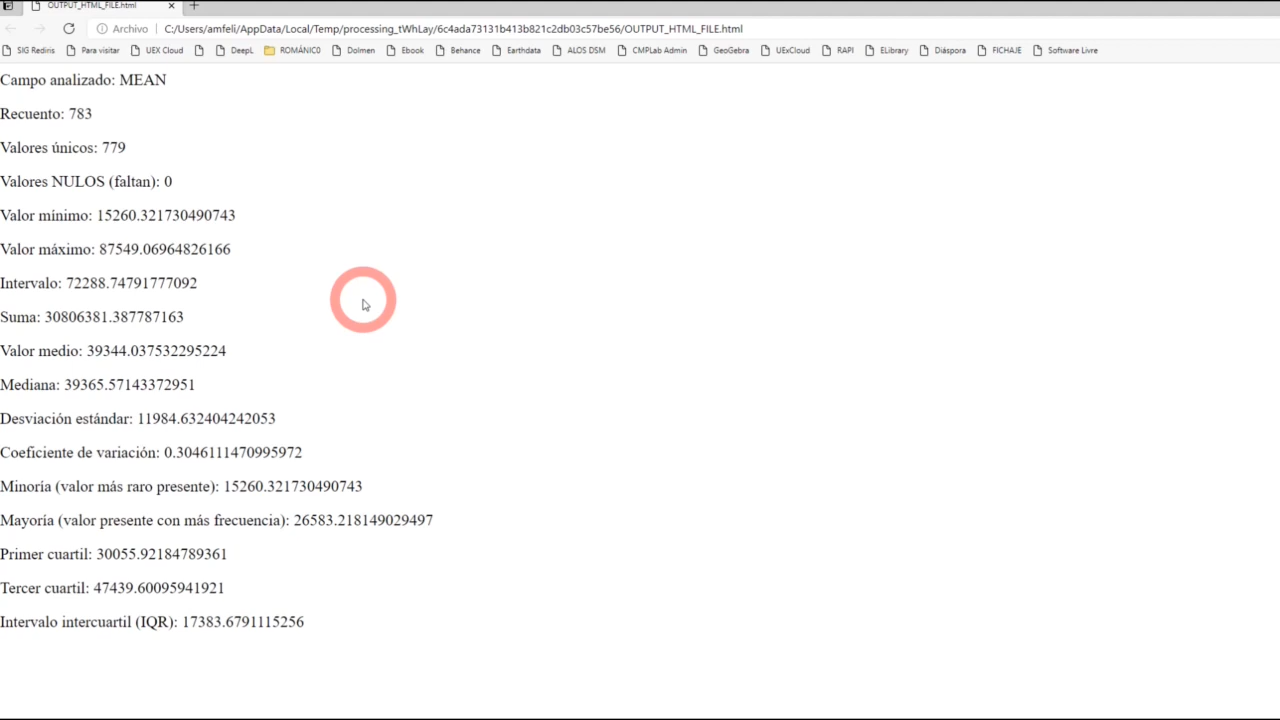 OUTPUT_HTML_FILE.html
Archivo C:/Users/amfeli/AppData/Local/Temp/processing_tWhLay/6c4ada73131b413b821c2db03c57be56/OUTPUT_HTML_FILE.html
SIG Rediris Para visitar UEX Cloud DeepL ROMÁNIC0 Dolmen Ebook Behance Earthdata ALOS DSM CMPLab Admin GeoGebra UExCloud RAPI ELibrary Diáspora FICHAJE Software Livre
Campo analizado: MEAN
Recuento: 783
Valores únicos: 779
Valores NULOS (faltan): 0
Valor mínimo: 15260.321730490743
Valor máximo: 87549.06964826166
Intervalo: 72288.74791777092
Suma: 30806381.387787163
Valor medio: 39344.037532295224
Mediana: 39365.57143372951
Desviación estándar: 11984.632404242053
Coeficiente de variación: 0.3046111470995972
Minoría (valor más raro presente): 15260.321730490743
Mayoría (valor presente con más frecuencia): 26583.218149029497
Primer cuartil: 30055.92184789361
Tercer cuartil: 47439.60095941921
Intervalo intercuartil (IQR): 17383.6791115256